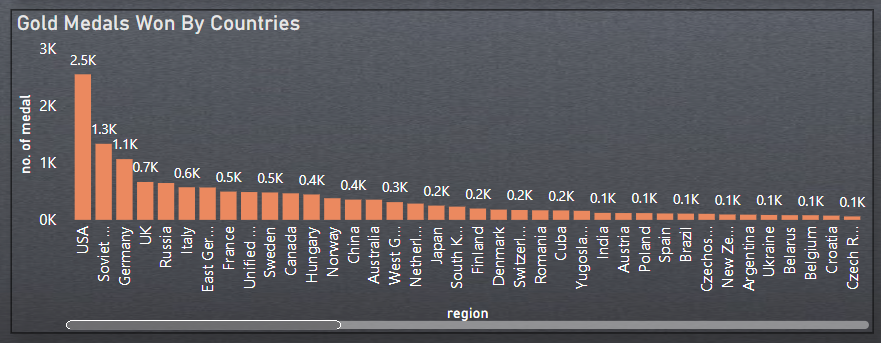 Gold Medals Won By Countries
no. of medal
3K
2K
1K
0K
2.5K
1.3K
1.1K
0.7K
0.6K
0.5K
0.5K
0.4K
0.4K
0.3K
0.2K
0.2K
0.2K
0.2K
0.1K
0.1K
0.1K
0.1K
0.1K
0.1K
0.1K
USA
Soviet ...
Germany
UK
Russia
Italy
East Ger...
France
Unified ...
Sweden
Canada
Hungary
Norway
China
Australia
West G...
Netherl...
Japan
South K...
Finland
Denmark
Switzerl...
Romania
Cuba
Yugosla...
India
Austria
Poland
Spain
Brazil
Czechos...
New Ze...
Argentina
Ukraine
Belarus
Belgium
Croatia
Czech R...
region